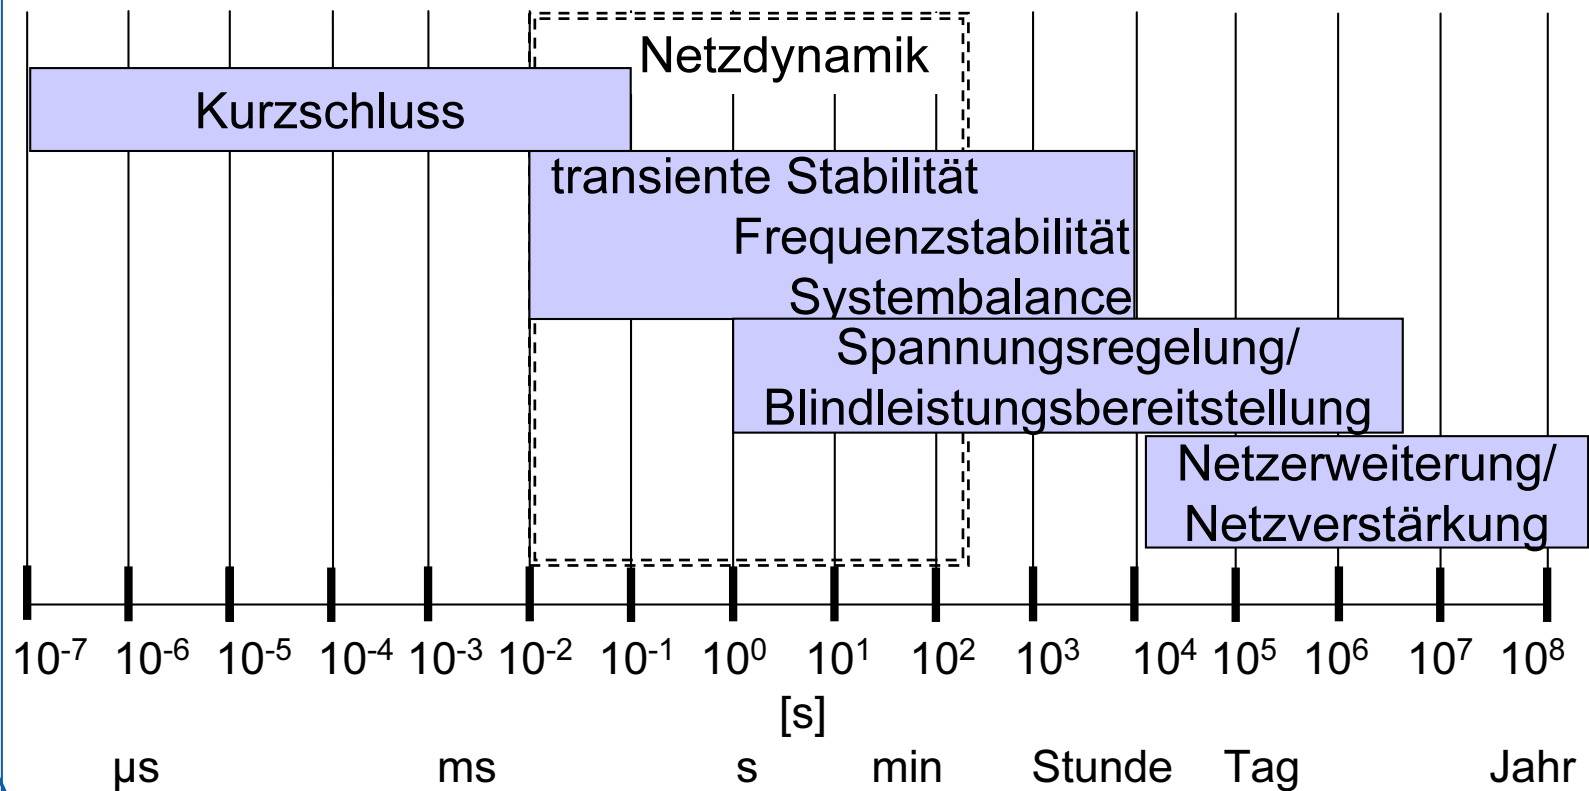 Netzdynamik
Kurzschluss
transiente Stabilität
Frequenzstabilität
Systembalance
Spannungsregelung/
Blindleistungsbereitstellung
Netzerweiterung/
Netzverstärkung
10⁻⁷ 10⁻⁶ 10⁻⁵ 10⁻⁴ 10⁻³ 10⁻² 10⁻¹ 10⁰ 10¹ 10² 10³ 10⁴ 10⁵ 10⁶ 10⁷ 10⁸
[s]
µs ms s min Stunde Tag Jahr